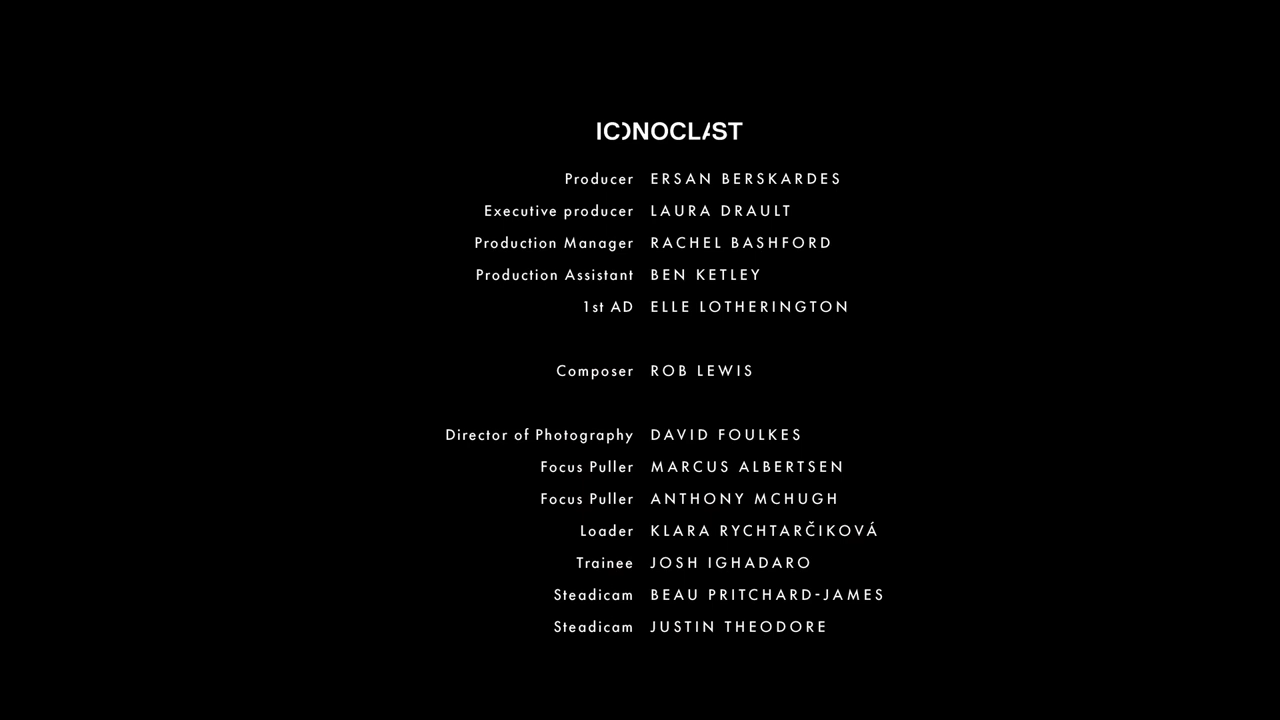 ICONOCLAST
Producer ERSAN BERSKARDES
Executive producer LAURA DRAULT
Production Manager RACHEL BASHFORD
Production Assistant BEN KETLEY
1st AD ELLE LOTHERINGTON
Composer ROB LEWIS
Director of Photography DAVID FOULKES
Focus Puller MARCUS ALBERTSEN
Focus Puller ANTHONY MCHUGH
Loader KLARA RYCHTARČIKOVÁ
Trainee JOSH IGHADARO
Steadicam BEAU PRITCHARD-JAMES
Steadicam JUSTIN THEODORE